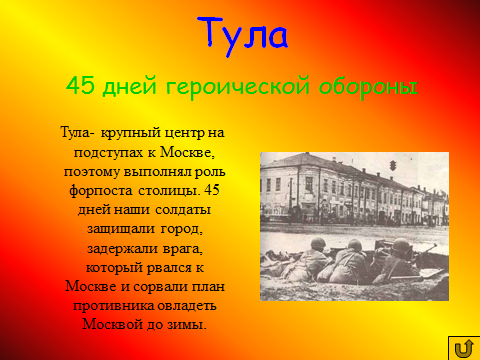 Тула
45 дней героической обороны
Тула- крупный центр на
подступах к Москве,
поэтому выполнял роль
форпоста столицы. 45
дней наши солдаты
защищали город,
задержали врага,
который рвался к
Москве и сорвали план
противника овладеть
Москвой до зимы.